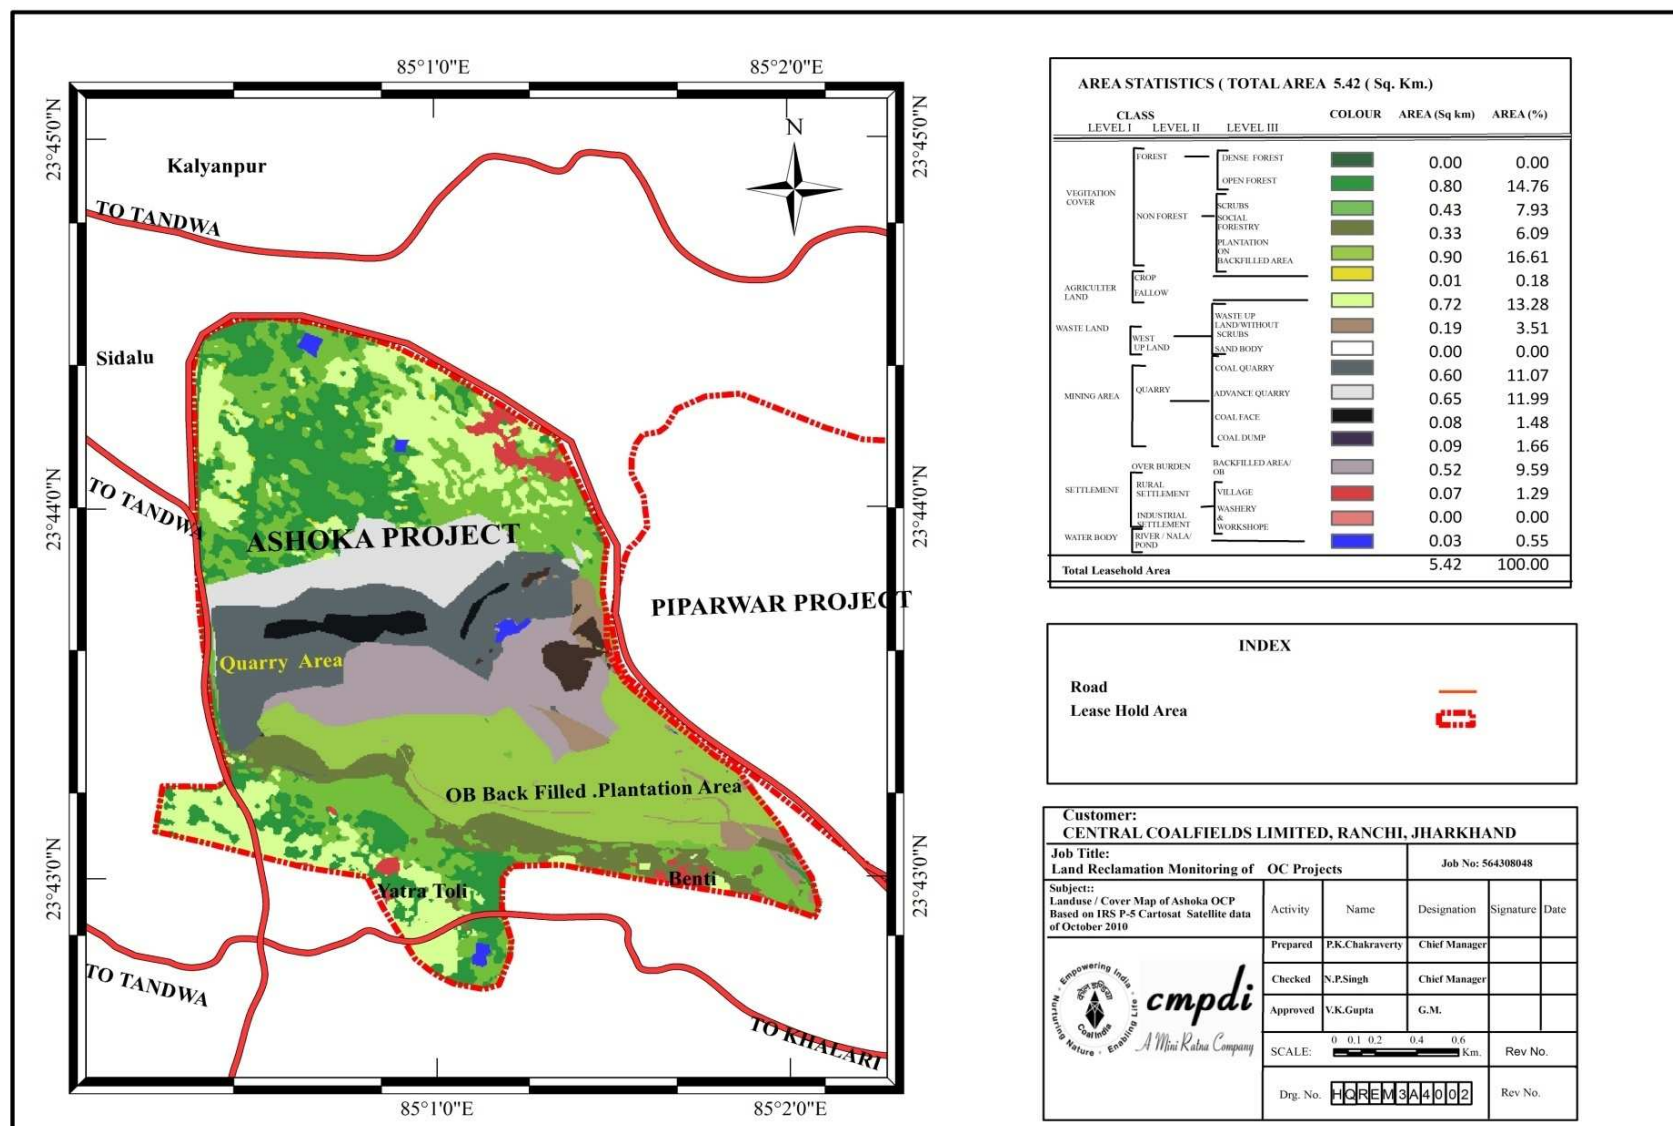 85°1'0"E 85°2'0"E
23°45'0"N 23°45'0"N
N
Kalyanpur
TO TANDWA
Sidalu
TO TANDWA
23°44'0"N 23°44'0"N
ASHOKA PROJECT
PIPARWAR PROJECT
Quarry Area
OB Back Filled .Plantation Area
23°43'0"N 23°43'0"N
Yatra Toli
Benti
TO TANDWA
TO KHALARI
85°1'0"E 85°2'0"E
AREA STATISTICS ( TOTAL AREA 5.42 ( Sq. Km.)
CLASS COLOUR AREA (Sq km) AREA (%)
LEVEL I LEVEL II LEVEL III
FOREST DENSE FOREST 0.00 0.00
OPEN FOREST 0.80 14.76
VEGITATION
COVER
SCRUBS 0.43 7.93
NON FOREST SOCIAL
FORESTRY 0.33 6.09
PLANTATION
ON
BACKFILLED AREA 0.90 16.61
CROP 0.01 0.18
AGRICULTER
LAND
FALLOW 0.72 13.28
WASTE LAND
WEST
UP LAND
WASTE UP
LAND/WITHOUT
SCRUBS 0.19 3.51
SAND BODY 0.00 0.00
COAL QUARRY 0.60 11.07
MINING AREA QUARRY ADVANCE QUARRY 0.65 11.99
COAL FACE 0.08 1.48
COAL DUMP 0.09 1.66
OVER BURDEN BACKFILLED AREA/
OB 0.52 9.59
SETTLEMENT RURAL
SETTLEMENT VILLAGE 0.07 1.29
INDUSTRIAL
SETTLEMENT WASHERY
&
WORKSHOPE 0.00 0.00
WATER BODY RIVER / NALA/
POND 0.03 0.55
Total Leasehold Area 5.42 100.00
INDEX
Road
Lease Hold Area
Customer:
CENTRAL COALFIELDS LIMITED, RANCHI, JHARKHAND
Job Title:
Land Reclamation Monitoring of OC Projects
Job No: 564308048
Subject::
Landuse / Cover Map of Ashoka OCP
Based on IRS P-5 Cartosat Satellite data
of October 2010
Activity Name Designation Signature Date
Prepared P.K.Chakraverty Chief Manager
Checked N.P.Singh Chief Manager
Approved V.K.Gupta G.M.
Empowering India - Enabling Life - Nurturing Nature -
कोल इण्डिया
Coal India
cmpdi
A Mini Ratna Company
SCALE: 0 0.1 0.2 0.4 0.6 Km.
Rev No.
Drg. No. HQREM3A4002
Rev No.